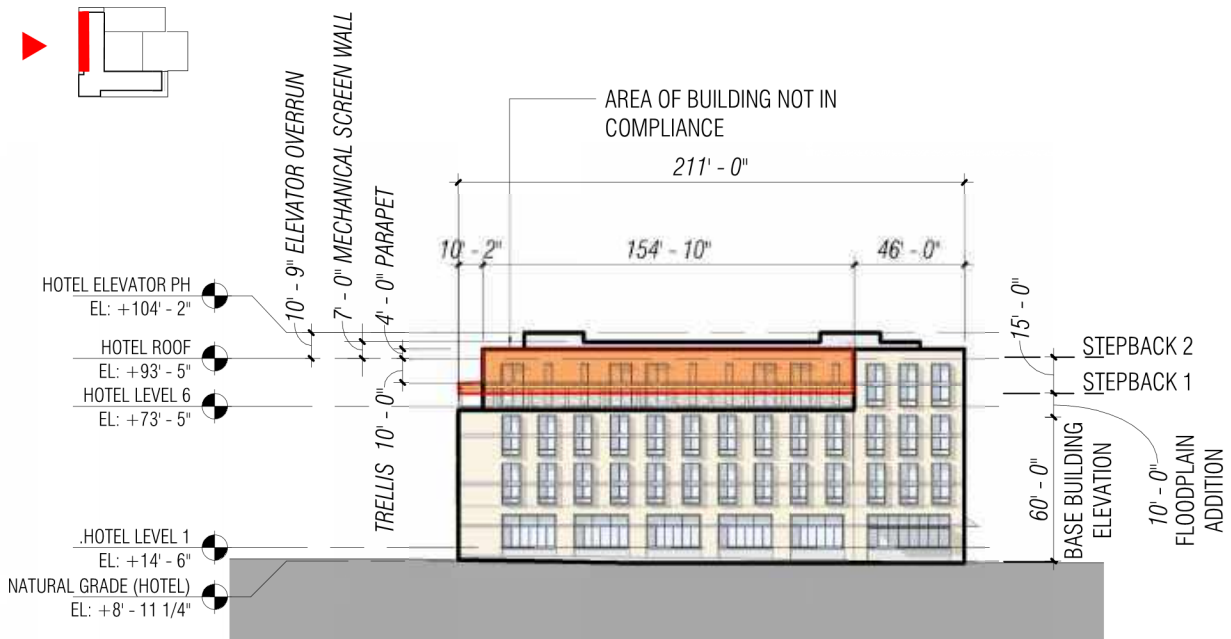 AREA OF BUILDING NOT IN
COMPLIANCE
211' - 0"
10' - 2"
154' - 10"
46' - 0"
10' - 9" ELEVATOR OVERRUN
7' - 0" MECHANICAL SCREEN WALL
4' - 0" PARAPET
TRELLIS 10' - 0"
HOTEL ELEVATOR PH
EL: +104' - 2"
HOTEL ROOF
EL: +93' - 5"
HOTEL LEVEL 6
EL: +73' - 5"
.HOTEL LEVEL 1
EL: +14' - 6"
NATURAL GRADE (HOTEL)
EL: +8' - 11 1/4"
15' - 0"
STEPBACK 2
STEPBACK 1
60' - 0"
BASE BUILDING
ELEVATION
10' - 0"
FLOODPLAIN
ADDITION